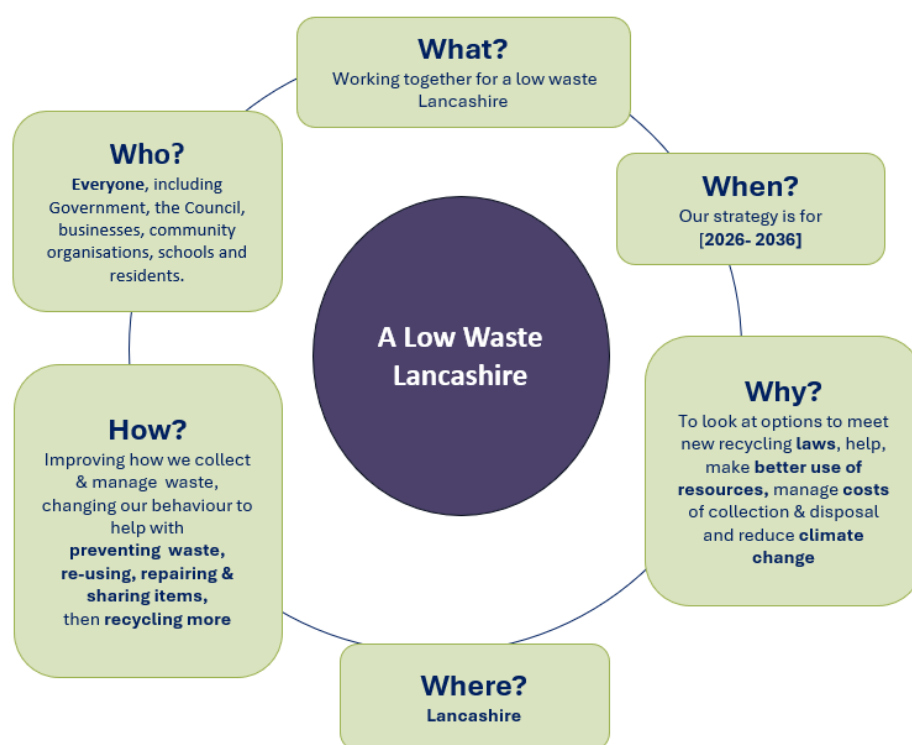 What?
Working together for a low waste
Lancashire
When?
Our strategy is for
[2026- 2036]
Why?
To look at options to meet
new recycling laws, help,
make better use of
resources, manage costs
of collection & disposal
and reduce climate
change
Where?
Lancashire
How?
Improving how we collect
& manage waste,
changing our behaviour to
help with
preventing waste,
re-using, repairing &
sharing items,
then recycling more
Who?
Everyone, including
Government, the Council,
businesses, community
organisations, schools and
residents.
A Low Waste
Lancashire